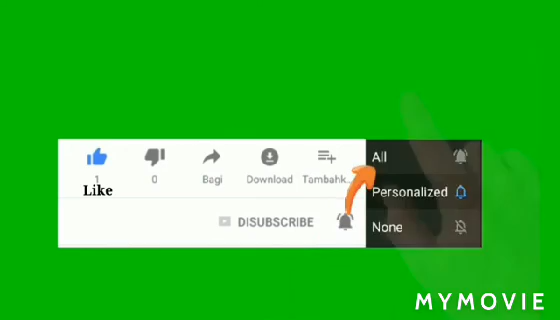 1
Like
0
Bagi
Download
Tambahk...
DISUBSCRIBE
All
Personalized
None
MYMOVIE